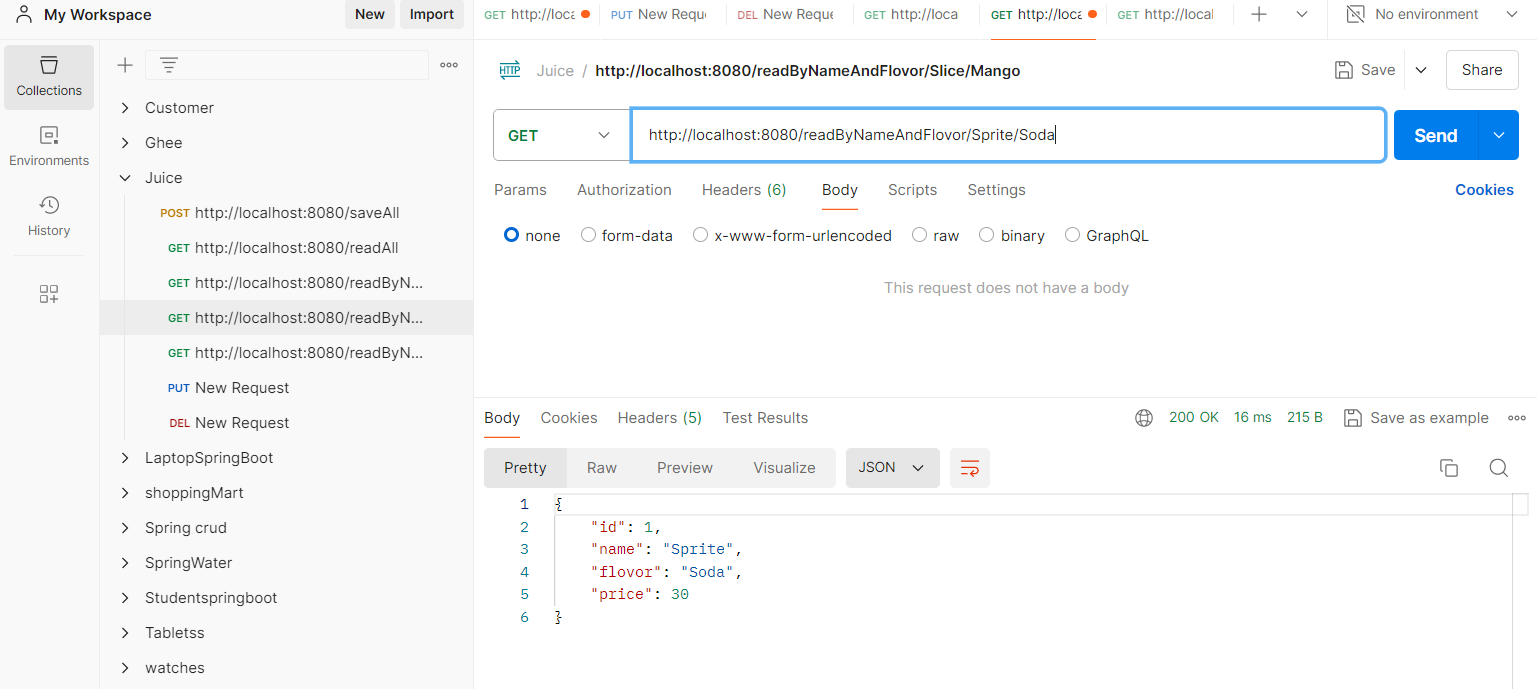 My Workspace New Import
GET http://loca PUT New Reque DEL New Reque GET http://loca GET http://loca GET http://local No environment
Collections
Environments
History
Customer
Ghee
Juice
POST http://localhost:8080/saveAll
GET http://localhost:8080/readAll
GET http://localhost:8080/readByN...
GET http://localhost:8080/readByN...
GET http://localhost:8080/readByN...
PUT New Request
DEL New Request
LaptopSpringBoot
shoppingMart
Spring crud
SpringWater
Studentspringboot
Tabletss
watches
HTTP Juice / http://localhost:8080/readByNameAndFlovor/Slice/Mango Save Share
GET http://localhost:8080/readByNameAndFlovor/Sprite/Soda Send
Params Authorization Headers (6) Body Scripts Settings Cookies
none form-data x-www-form-urlencoded raw binary GraphQL
This request does not have a body
Body Cookies Headers (5) Test Results 200 OK 16 ms 215 B Save as example
Pretty Raw Preview Visualize JSON
1 {
2 "id": 1,
3 "name": "Sprite",
4 "flovor": "Soda",
5 "price": 30
6 }